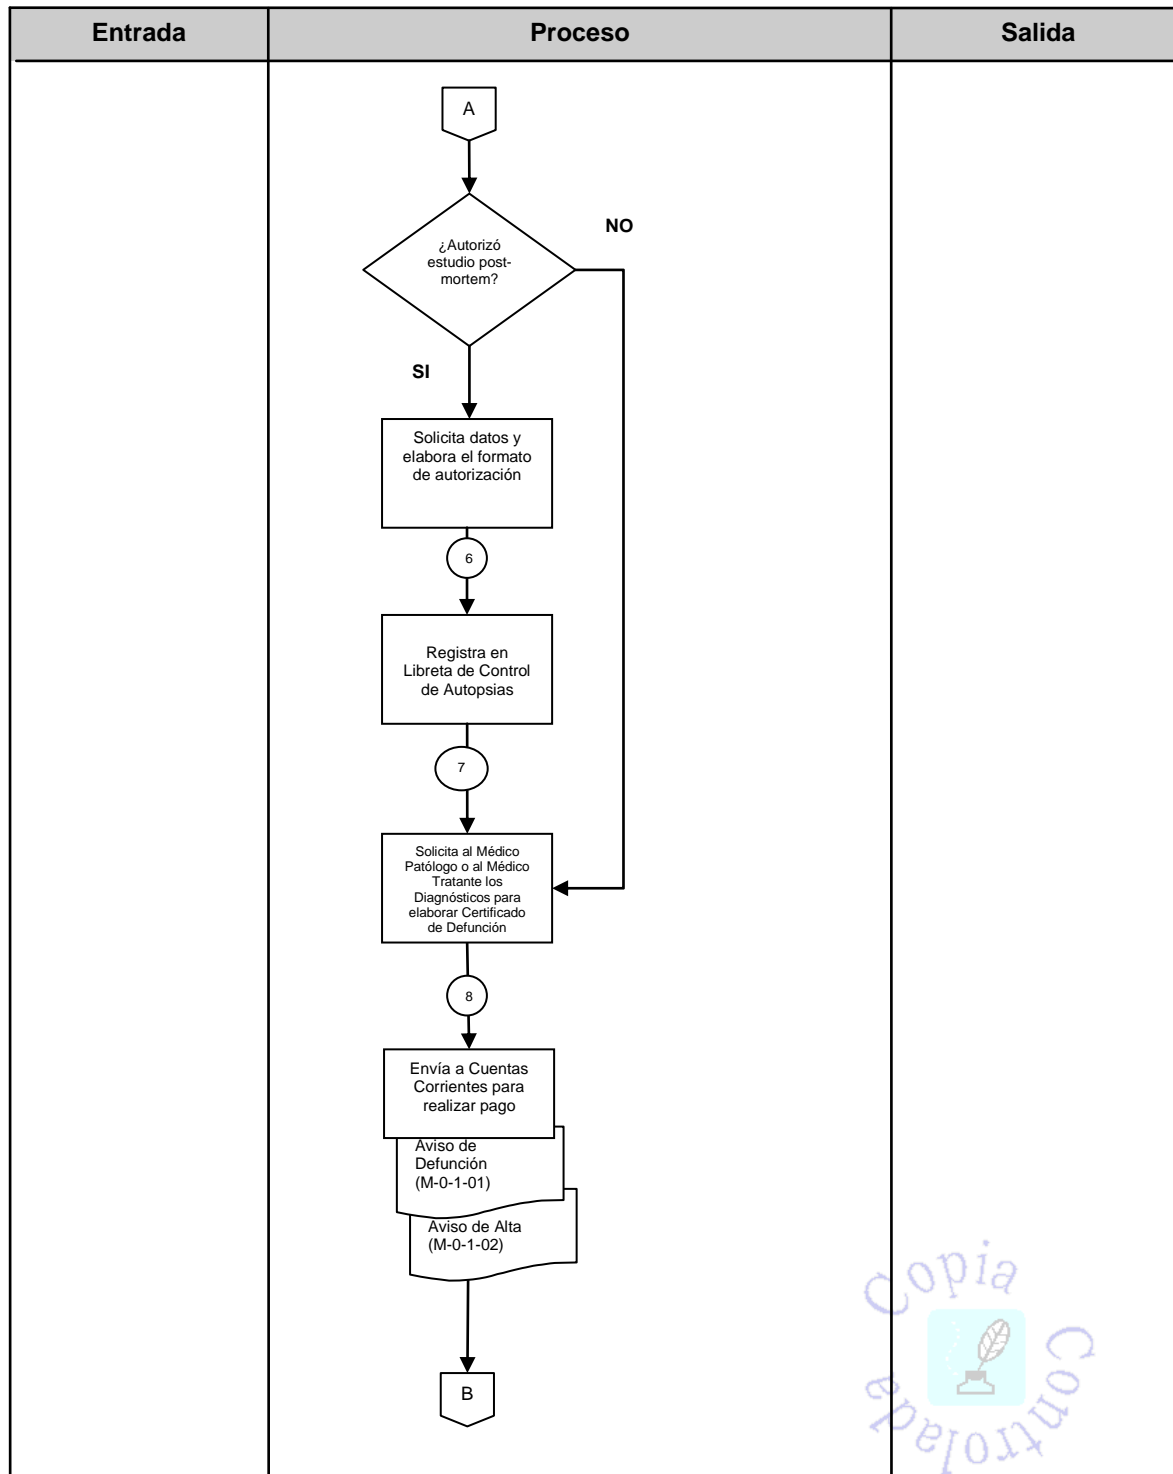 Entrada
Proceso
Salida
A
¿Autorizó
estudio post-
mortem?
NO
SI
Solicita datos y
elabora el formato
de autorización
6
Registra en
Libreta de Control
de Autopsias
7
Solicita al Médico
Patólogo o al Médico
Tratante los
Diagnósticos para
elaborar Certificado
de Defunción
8
Envía a Cuentas
Corrientes para
realizar pago
Aviso de
Defunción
(M-0-1-01)
Aviso de Alta
(M-0-1-02)
B
Copia
Controlada